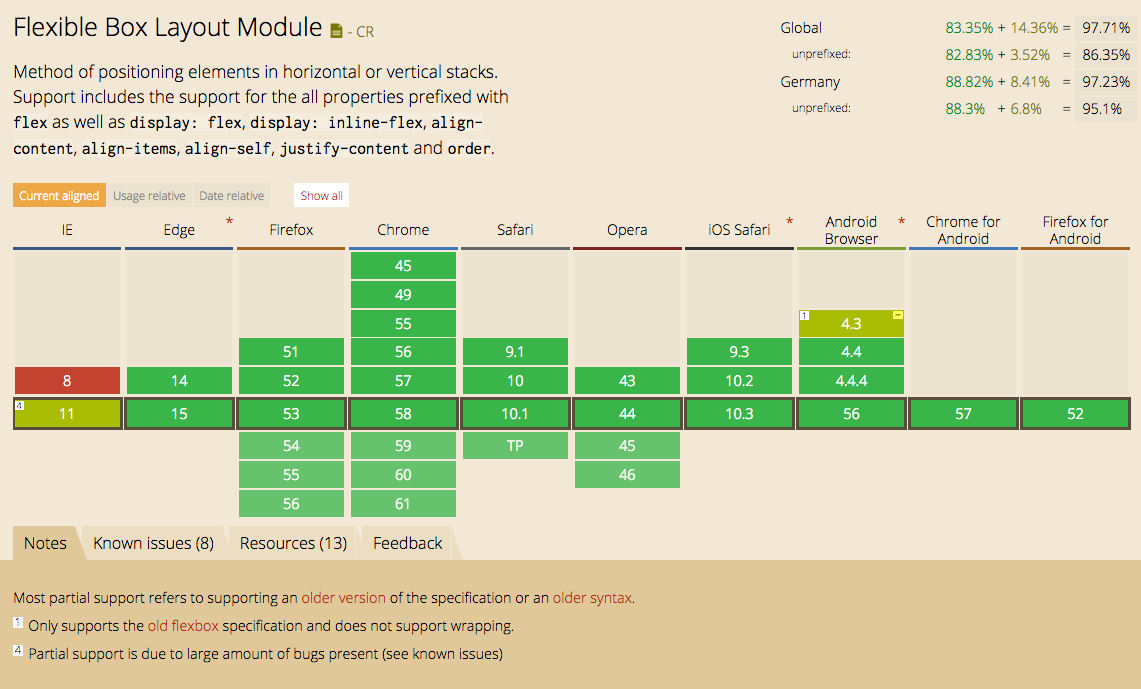 Flexible Box Layout Module - CR
Method of positioning elements in horizontal or vertical stacks.
Support includes the support for the all properties prefixed with
flex as well as display: flex, display: inline-flex, align-
content, align-items, align-self, justify-content and order.
Global 83.35% + 14.36% = 97.71%
unprefixed: 82.83% + 3.52% = 86.35%
Germany 88.82% + 8.41% = 97.23%
unprefixed: 88.3% + 6.8% = 95.1%
Current aligned Usage relative Date relative Show all
IE Edge * Firefox Chrome Safari Opera iOS Safari * Android Browser * Chrome for Android Firefox for Android
45
49
55 1 4.3 −
51 56 9.1 9.3 4.4
8 14 52 57 10 43 10.2 4.4.4
4 11 15 53 58 10.1 44 10.3 56 57 52
54 59 TP 45
55 60 46
56 61
Notes Known issues (8) Resources (13) Feedback
Most partial support refers to supporting an older version of the specification or an older syntax.
1 Only supports the old flexbox specification and does not support wrapping.
4 Partial support is due to large amount of bugs present (see known issues)